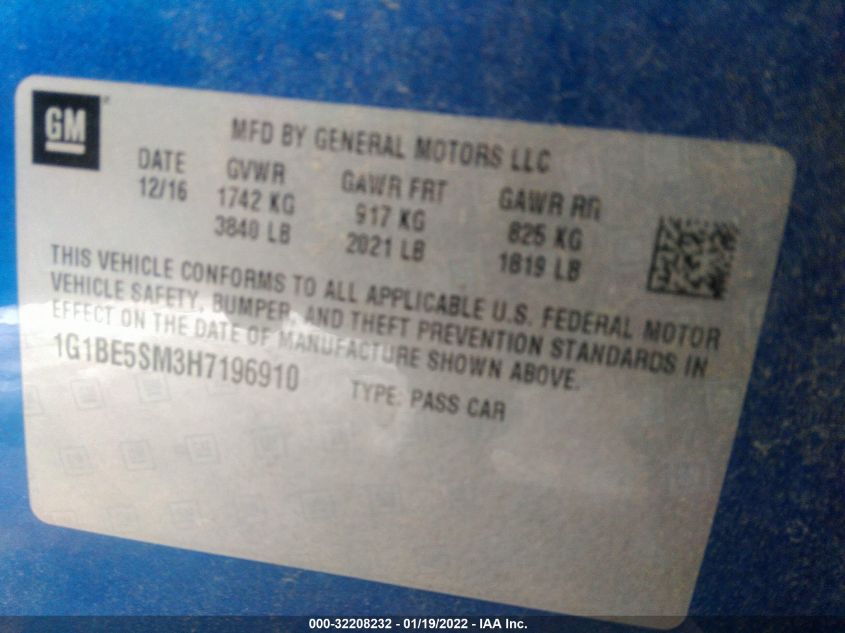 GM
MFD BY GENERAL MOTORS LLC
DATE GVWR GAWR FRT GAWR RR
12/16 1742 KG 917 KG 825 KG
3840 LB 2021 LB 1819 LB
THIS VEHICLE CONFORMS TO ALL APPLICABLE U.S. FEDERAL MOTOR
VEHICLE SAFETY, BUMPER, AND THEFT PREVENTION STANDARDS IN
EFFECT ON THE DATE OF MANUFACTURE SHOWN ABOVE.
1G1BE5SM3H7196910 TYPE: PASS CAR
000-32208232 - 01/19/2022 - IAA Inc.